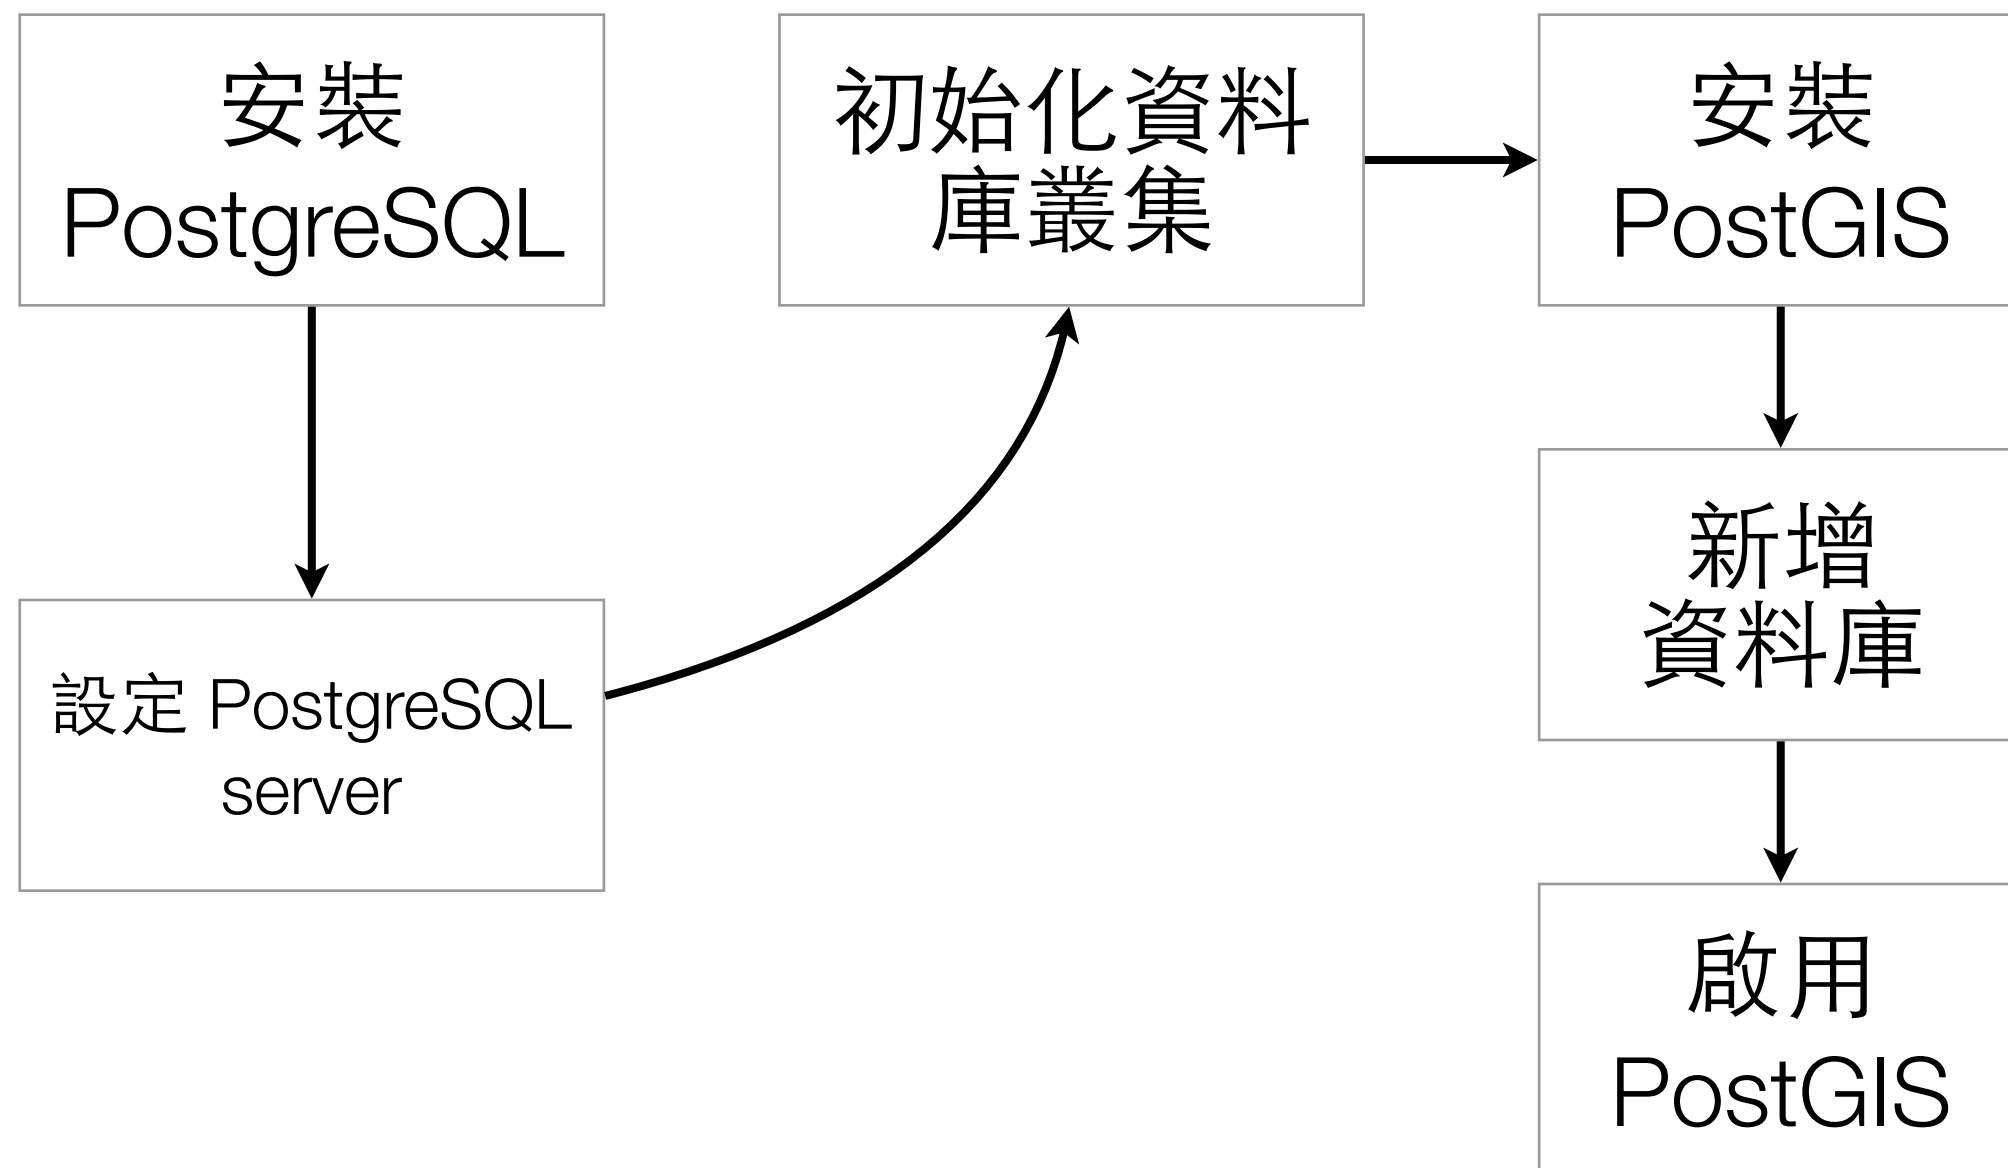 安裝
PostgreSQL
設定 PostgreSQL
server
初始化資料
庫叢集
安裝
PostGIS
新增
資料庫
啟用
PostGIS